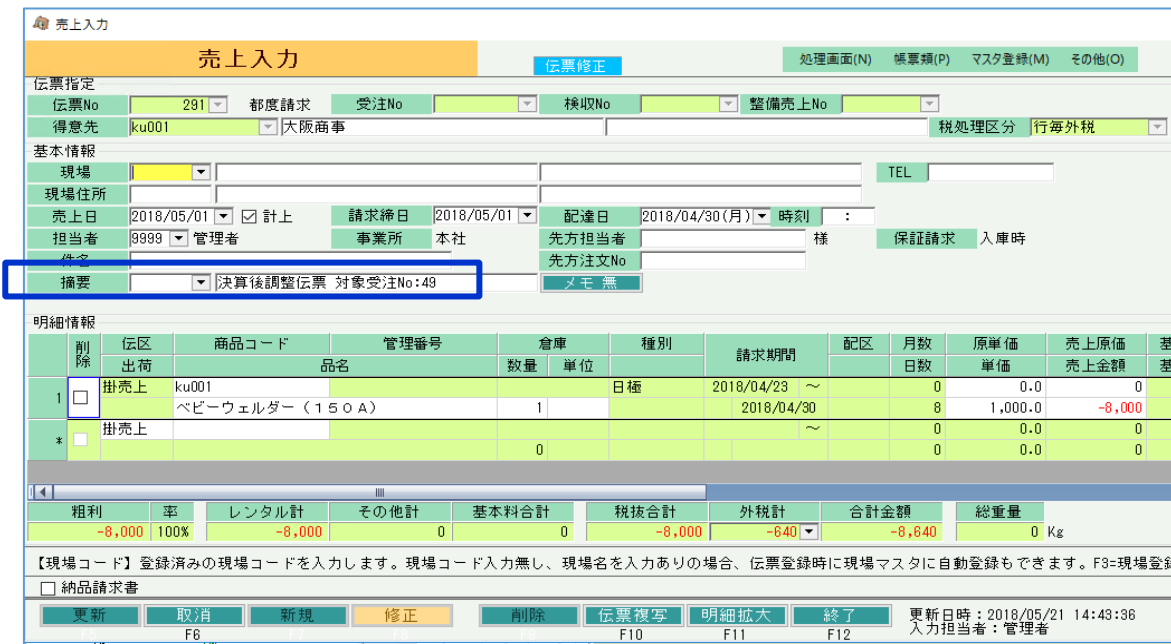 売上入力
売上入力 伝票修正 処理画面(N) 帳票類(P) マスタ登録(M) その他(O)
伝票指定
伝票No 291 都度請求 受注No 検収No 整備売上No
得意先 ku001 大阪商事 税処理区分 行毎外税
基本情報
現場 TEL
現場住所
売上日 2018/05/01 計上 請求締日 2018/05/01 配達日 2018/04/30(月) 時刻 :
担当者 9999 管理者 事業所 本社 先方担当者 様 保証請求 入庫時
件名 先方注文No
摘要 決算後調整伝票 対象受注No:49 メモ 無
明細情報
削除 伝区 商品コード 管理番号 倉庫 種別 請求期間 配区 月数 原単価 売上原価
出荷 品名 数量 単位 日数 単価 売上金額
1 掛売上 ku001 日極 2018/04/23 ～ 0 0.0 0
ベビーウェルダー（１５０Ａ） 1 2018/04/30 8 1,000.0 -8,000
* 掛売上 ～ 0 0.0 0
0 0 0.0 0
粗利 率 レンタル計 その他計 基本料合計 税抜合計 外税計 合計金額 総重量
-8,000 100% -8,000 0 0 -8,000 -640 -8,640 0 Kg
【現場コード】登録済みの現場コードを入力します。現場コード入力無し、現場名を入力ありの場合、伝票登録時に現場マスタに自動登録もできます。F3=現場登録
納品請求書
更新 取消 新規 修正 削除 伝票複写 明細拡大 終了 更新日時：2018/05/21 14:43:36
F5 F6 F7 F8 F9 F10 F11 F12 入力担当者：管理者